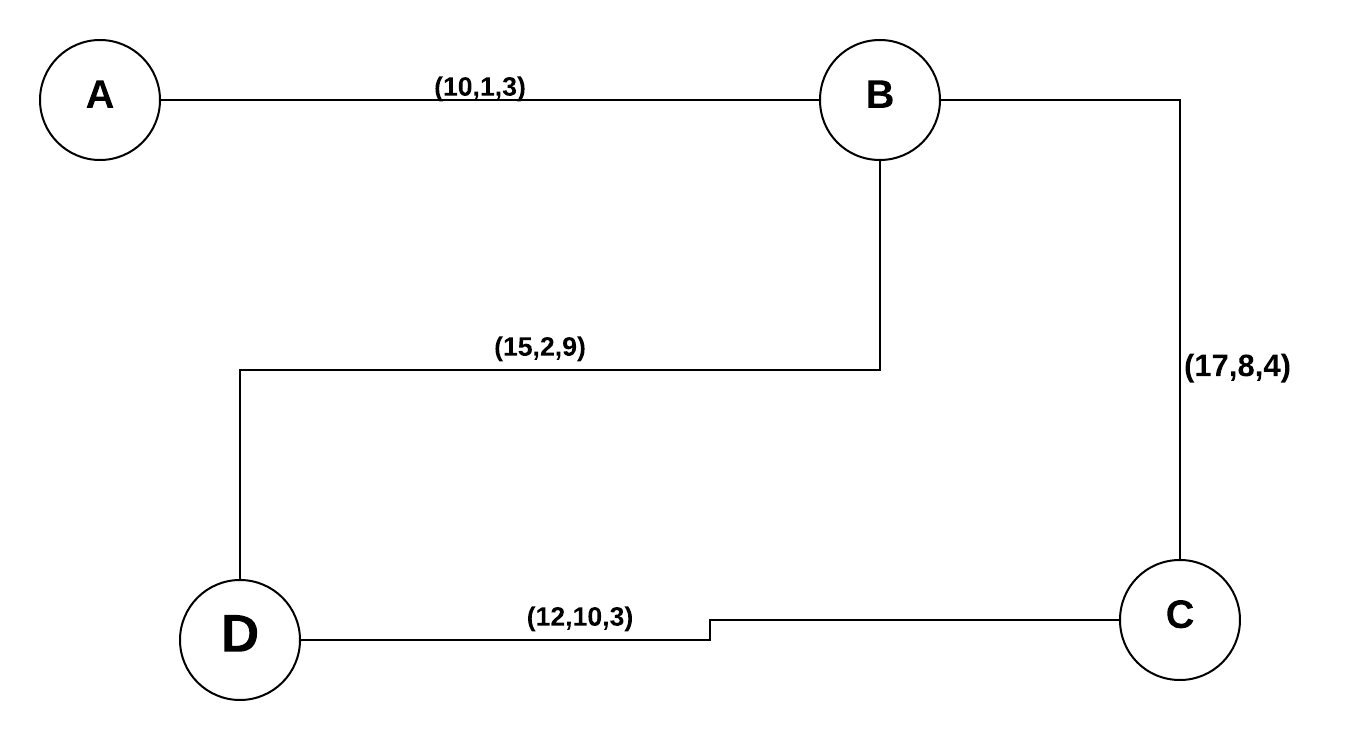 A
(10,1,3)
B
(15,2,9)
(17,8,4)
D
(12,10,3)
C